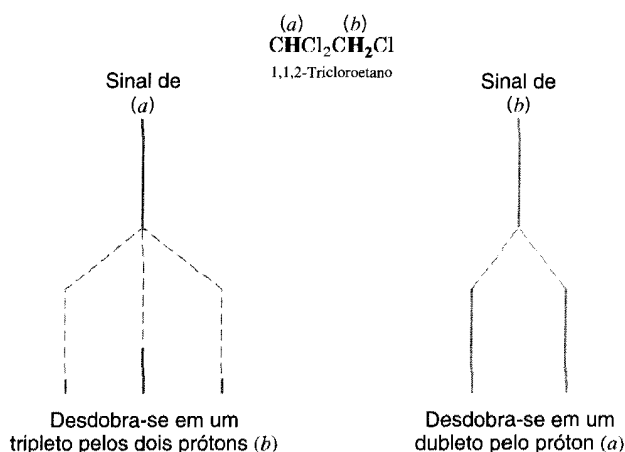 (a) (b)
CHCl₂CH₂Cl
1,1,2-Tricloroetano
Sinal de
(a)
Sinal de
(b)
Desdobra-se em um
tripleto pelos dois prótons (b)
Desdobra-se em um
dubleto pelo próton (a)